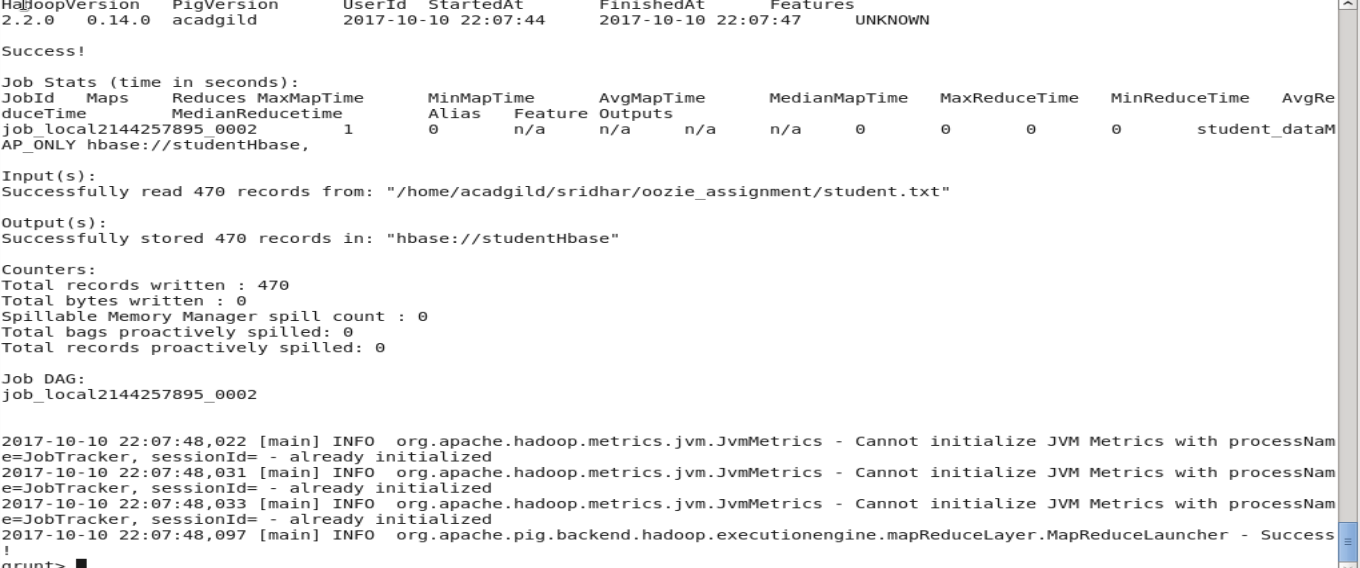 HadoopVersion PigVersion UserId StartedAt FinishedAt Features
2.2.0 0.14.0 acadgild 2017-10-10 22:07:44 2017-10-10 22:07:47 UNKNOWN
Success!
Job Stats (time in seconds):
JobId Maps Reduces MaxMapTime MinMapTime AvgMapTime MedianMapTime MaxReduceTime MinReduceTime AvgRe
duceTime MedianReducetime Alias Feature Outputs
job_local2144257895_0002 1 0 n/a n/a n/a n/a 0 0 0 0 student_dataM
AP_ONLY hbase://studentHbase,
Input(s):
Successfully read 470 records from: "/home/acadgild/sridhar/oozie_assignment/student.txt"
Output(s):
Successfully stored 470 records in: "hbase://studentHbase"
Counters:
Total records written : 470
Total bytes written : 0
Spillable Memory Manager spill count : 0
Total bags proactively spilled: 0
Total records proactively spilled: 0
Job DAG:
job_local2144257895_0002
2017-10-10 22:07:48,022 [main] INFO org.apache.hadoop.metrics.jvm.JvmMetrics - Cannot initialize JVM Metrics with processNam
e=JobTracker, sessionId= - already initialized
2017-10-10 22:07:48,031 [main] INFO org.apache.hadoop.metrics.jvm.JvmMetrics - Cannot initialize JVM Metrics with processNam
e=JobTracker, sessionId= - already initialized
2017-10-10 22:07:48,033 [main] INFO org.apache.hadoop.metrics.jvm.JvmMetrics - Cannot initialize JVM Metrics with processNam
e=JobTracker, sessionId= - already initialized
2017-10-10 22:07:48,097 [main] INFO org.apache.pig.backend.hadoop.executionengine.mapReduceLayer.MapReduceLauncher - Success
!
grunt>